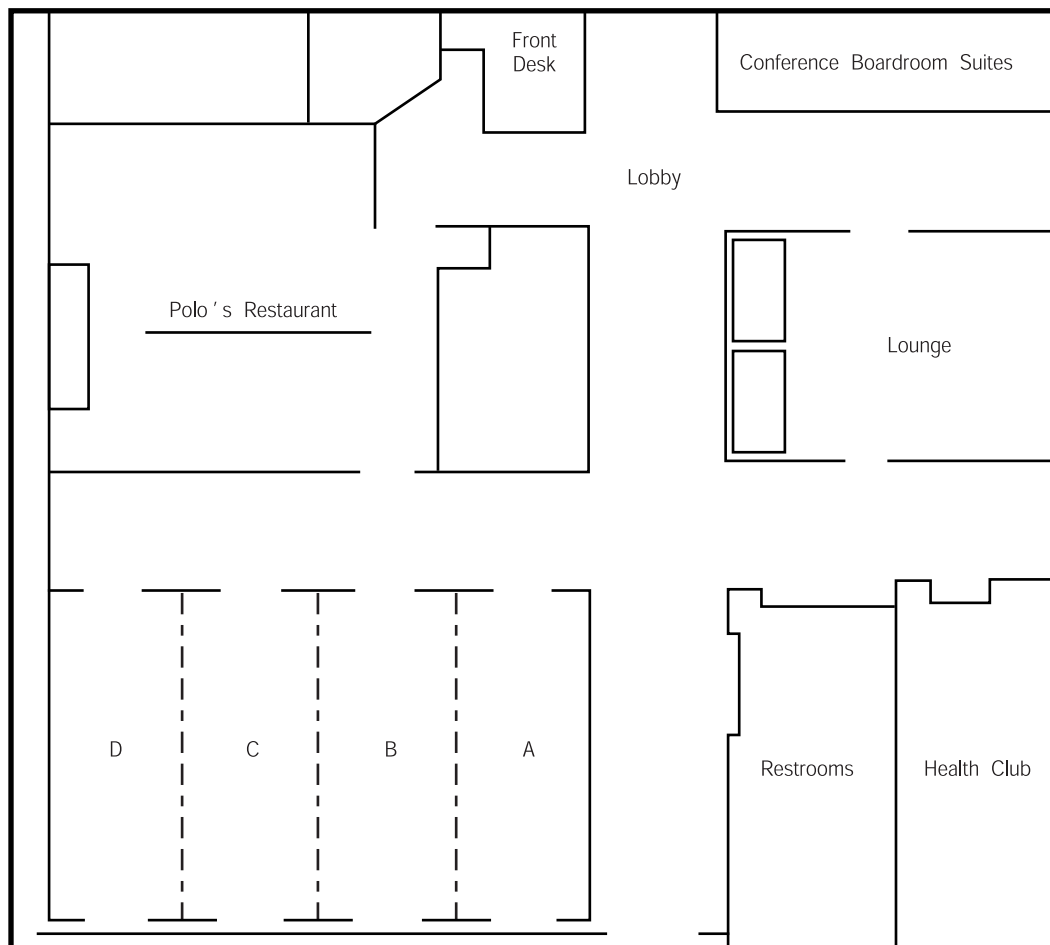 Front
Desk
Conference Boardroom Suites
Lobby
Polo's Restaurant
Lounge
D
C
B
A
Restrooms
Health Club